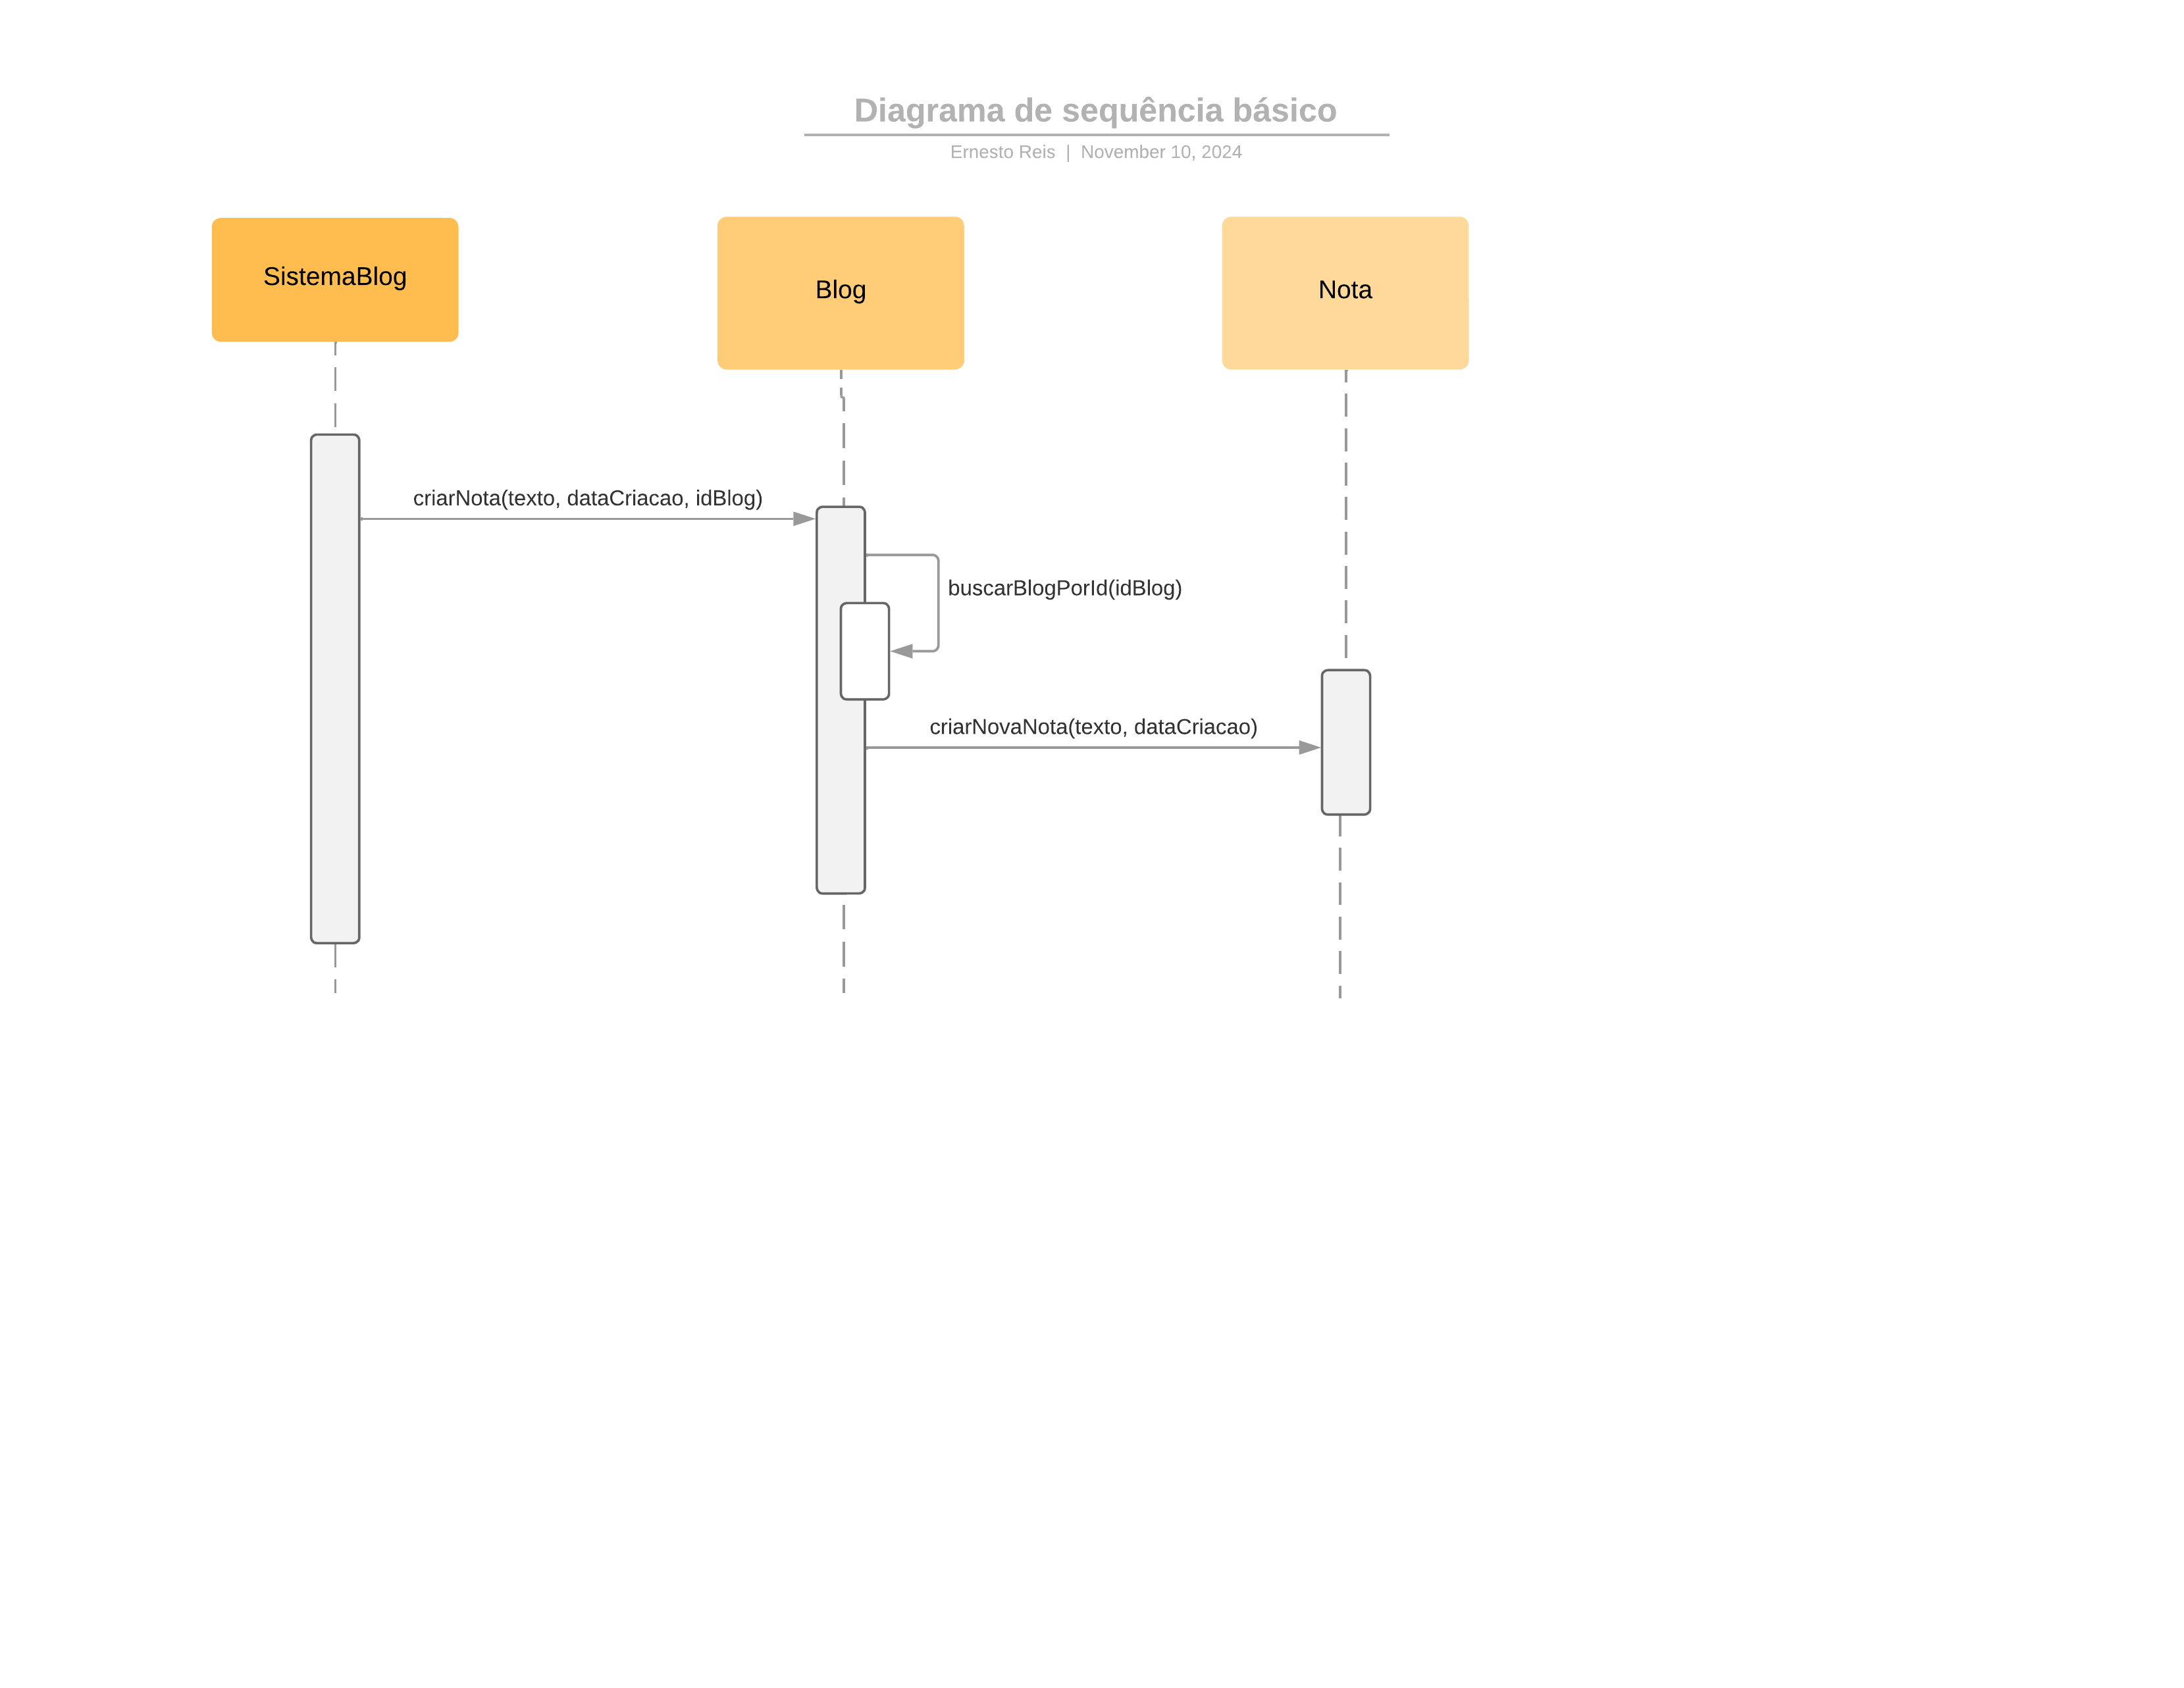 Diagrama de sequência básico
Ernesto Reis | November 10, 2024
SistemaBlog
Blog
Nota
criarNota(texto, dataCriacao, idBlog)
buscarBlogPorId(idBlog)
criarNovaNota(texto, dataCriacao)